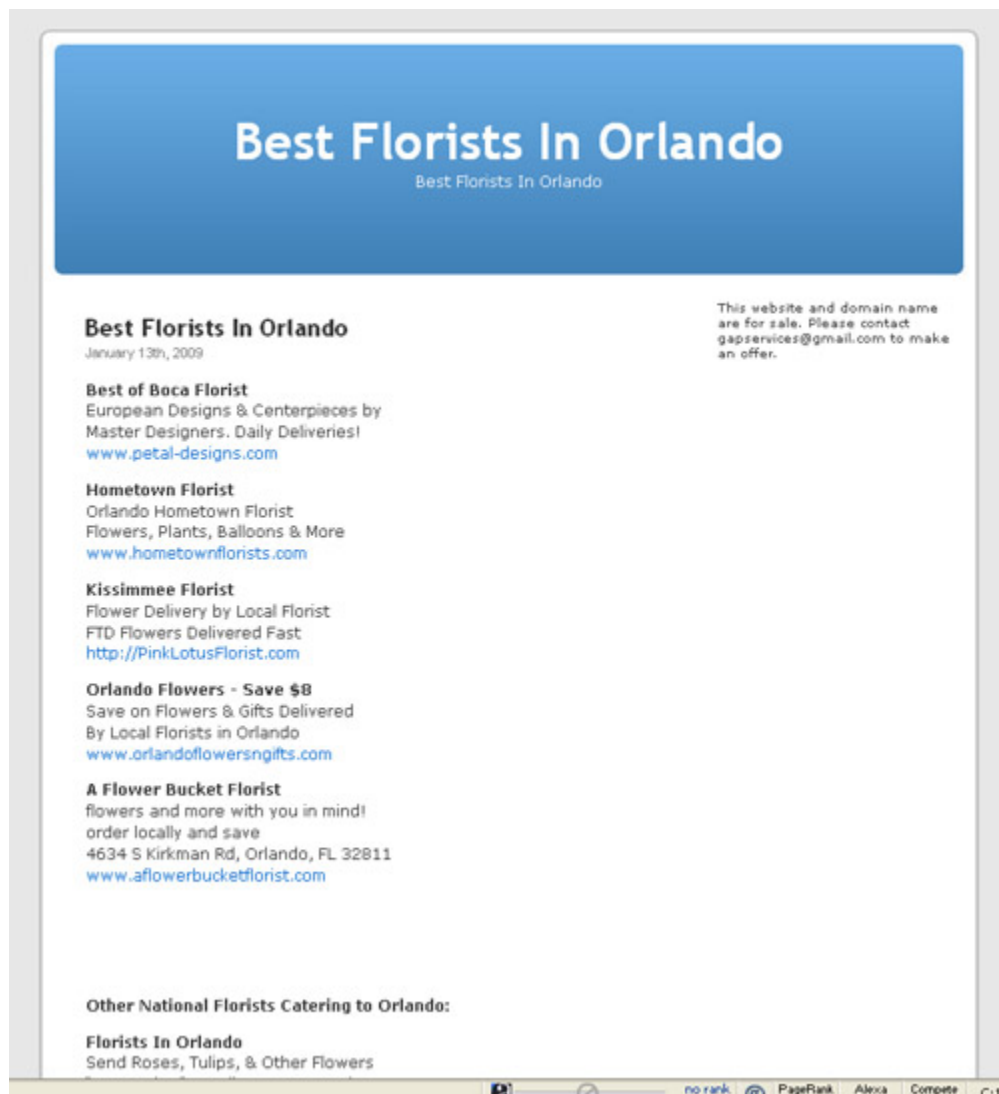 Best Florists In Orlando
Best Florists In Orlando
Best Florists In Orlando
January 13th, 2009
This website and domain name
are for sale. Please contact
gapservices@gmail.com to make
an offer.
Best of Boca Florist
European Designs & Centerpieces by
Master Designers. Daily Deliveries!
www.petal-designs.com
Hometown Florist
Orlando Hometown Florist
Flowers, Plants, Balloons & More
www.hometownflorists.com
Kissimmee Florist
Flower Delivery by Local Florist
FTD Flowers Delivered Fast
http://PinkLotusFlorist.com
Orlando Flowers - Save $8
Save on Flowers & Gifts Delivered
By Local Florists in Orlando
www.orlandoflowersngifts.com
A Flower Bucket Florist
flowers and more with you in mind!
order locally and save
4634 S Kirkman Rd, Orlando, FL 32811
www.aflowerbucketflorist.com
Other National Florists Catering to Orlando:
Florists In Orlando
Send Roses, Tulips, & Other Flowers
no rank PageRank Alexa Compete